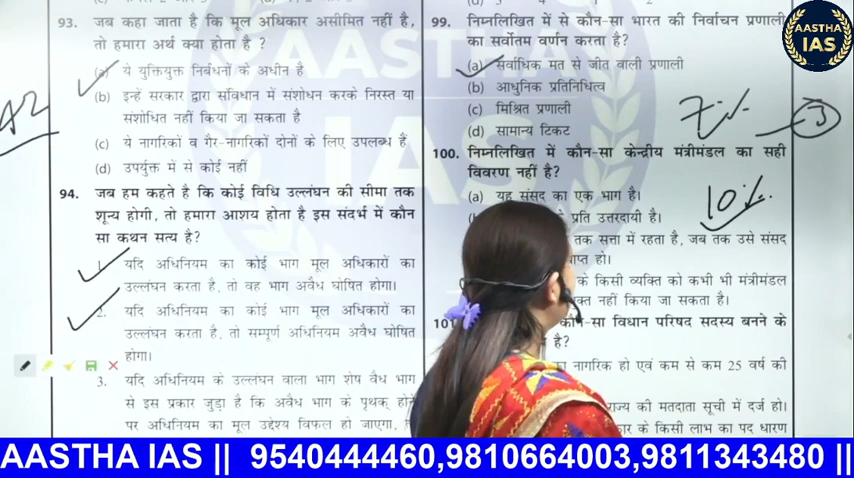 93. जब कहा जाता है कि मूल अधिकार असीमित नहीं है,
तो हमारा अर्थ क्या होता है ?
(a) ये युक्तियुक्त निर्बंधनों के अधीन है
(b) इन्हें सरकार द्वारा संविधान में संशोधन करके निरस्त या
संशोधित नहीं किया जा सकता है
(c) ये नागरिकों व गैर-नागरिकों दोनों के लिए उपलब्ध हैं
(d) उपर्युक्त में से कोई नहीं
94. जब हम कहते है कि कोई विधि उल्लंघन की सीमा तक
शून्य होगी, तो हमारा आशय होता है इस संदर्भ में कौन
सा कथन सत्य है?
1. यदि अधिनियम का कोई भाग मूल अधिकारों का
उल्लंघन करता है, तो वह भाग अवैध घोषित होगा।
2. यदि अधिनियम का कोई भाग मूल अधिकारों का
उल्लंघन करता है, तो सम्पूर्ण अधिनियम अवैध घोषित
होगा।
3. यदि अधिनियम के उल्लंघन वाला भाग शेष वैध भाग
से इस प्रकार जुड़ा है कि अवैध भाग के पृथक् होने
पर अधिनियम का मूल उद्देश्य विफल हो जाएगा,
99. निम्नलिखित में से कौन-सा भारत की निर्वाचन प्रणाली
का सर्वोतम वर्णन करता है?
(a) सर्वाधिक मत से जीत वाली प्रणाली
(b) आधुनिक प्रतिनिधित्व
(c) मिश्रित प्रणाली
(d) सामान्य टिकट
100. निम्नलिखित में कौन-सा केन्द्रीय मंत्रीमंडल का सही
विवरण नहीं है?
(a) यह संसद का एक भाग है।
के प्रति उत्तरदायी है।
तक सत्ता में रहता है, जब तक उसे संसद
प्राप्त हो।
के किसी व्यक्ति को कभी भी मंत्रीमंडल
नहीं किया जा सकता है।
101 कौन-सा विधान परिषद सदस्य बनने के
है?
का नागरिक हो एवं कम से कम 25 वर्ष की
राज्य की मतदाता सूची में दर्ज हो।
के किसी लाभ का पद धारण
10%
AASTHA
IAS
AASTHA IAS || 9540444460,9810664003,9811343480 ||